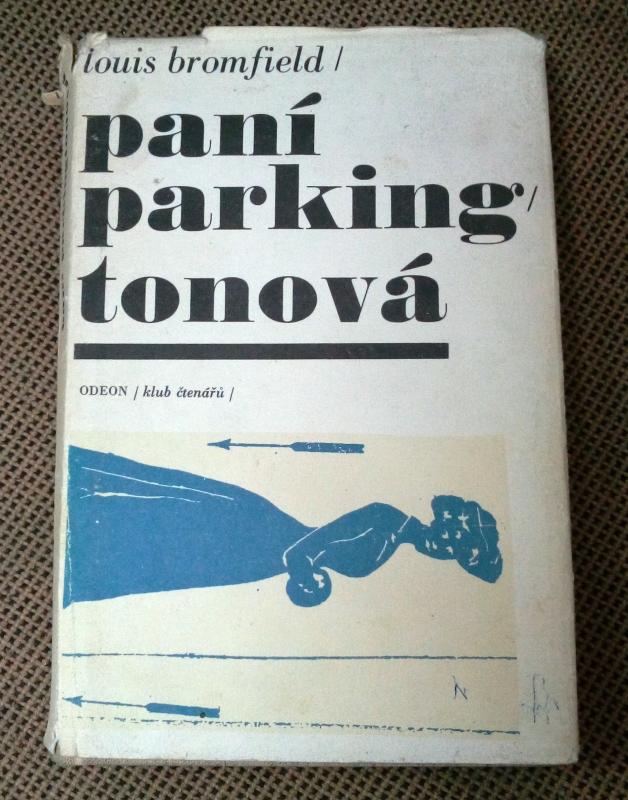 louis bromfield /
paní
parking /
tonová
ODEON / klub čtenářů /
N